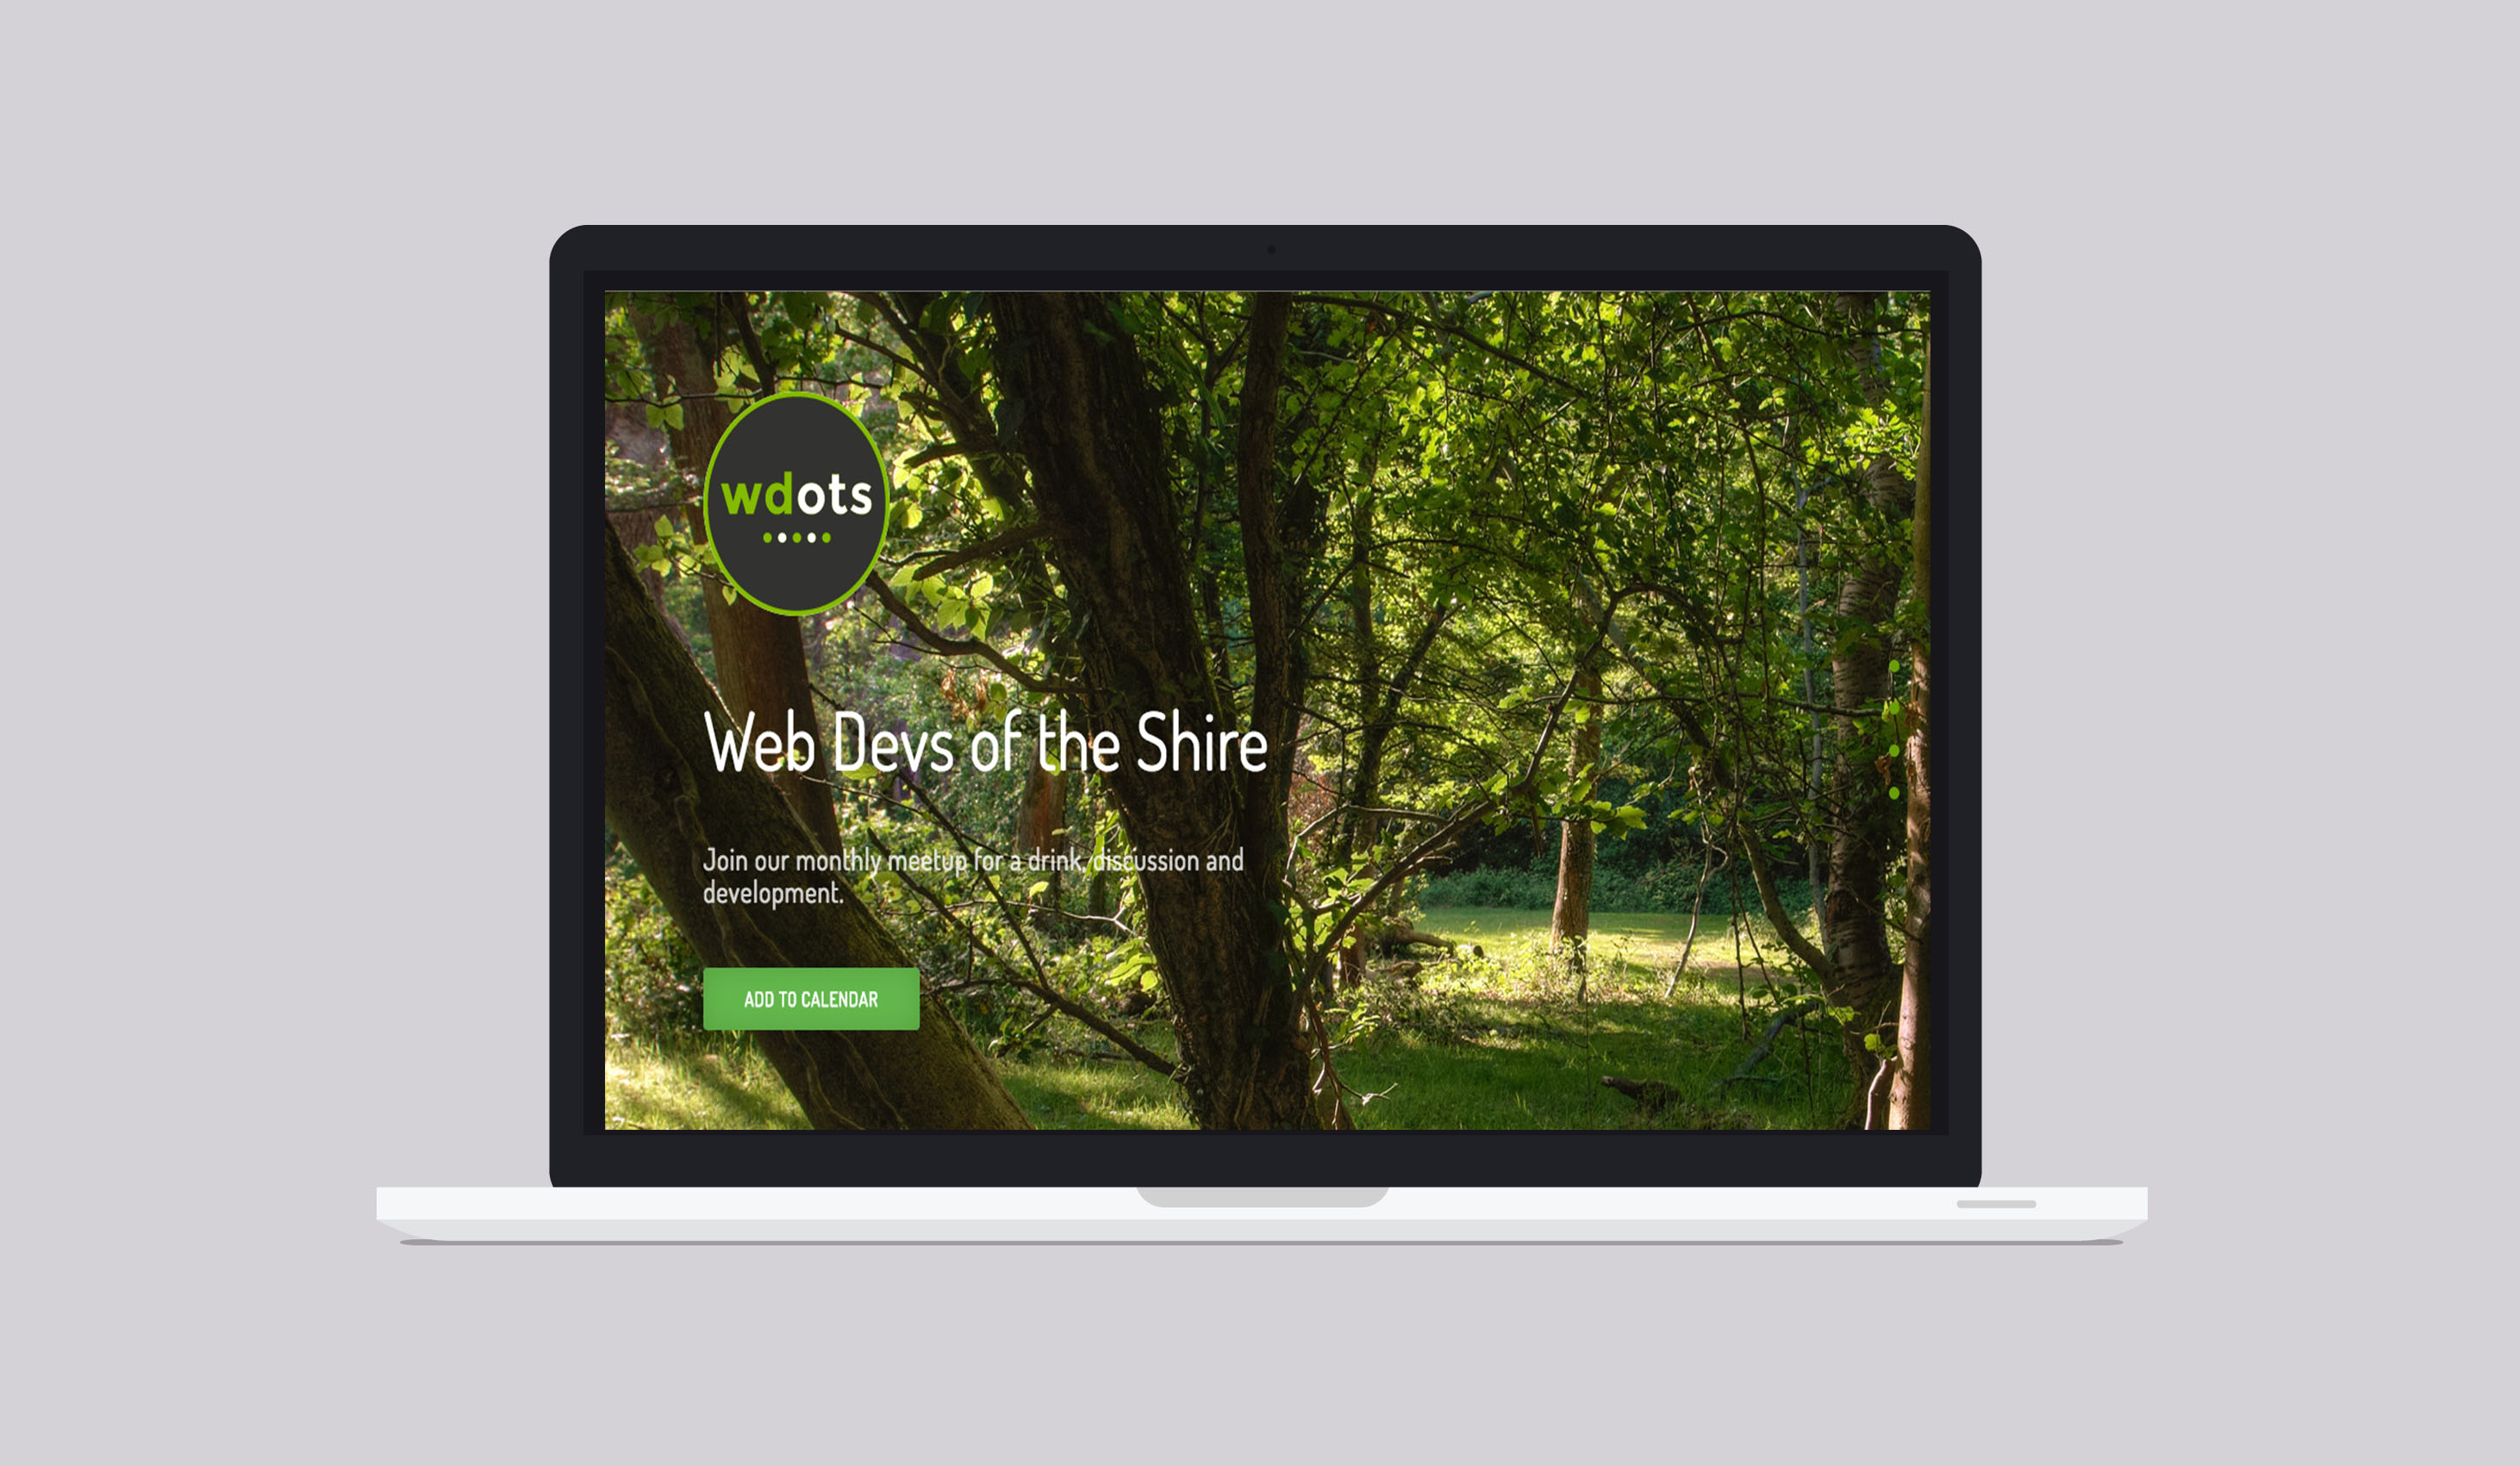 wdots
Web Devs of the Shire
Join our monthly meetup for a drink, discussion and
development.
ADD TO CALENDAR